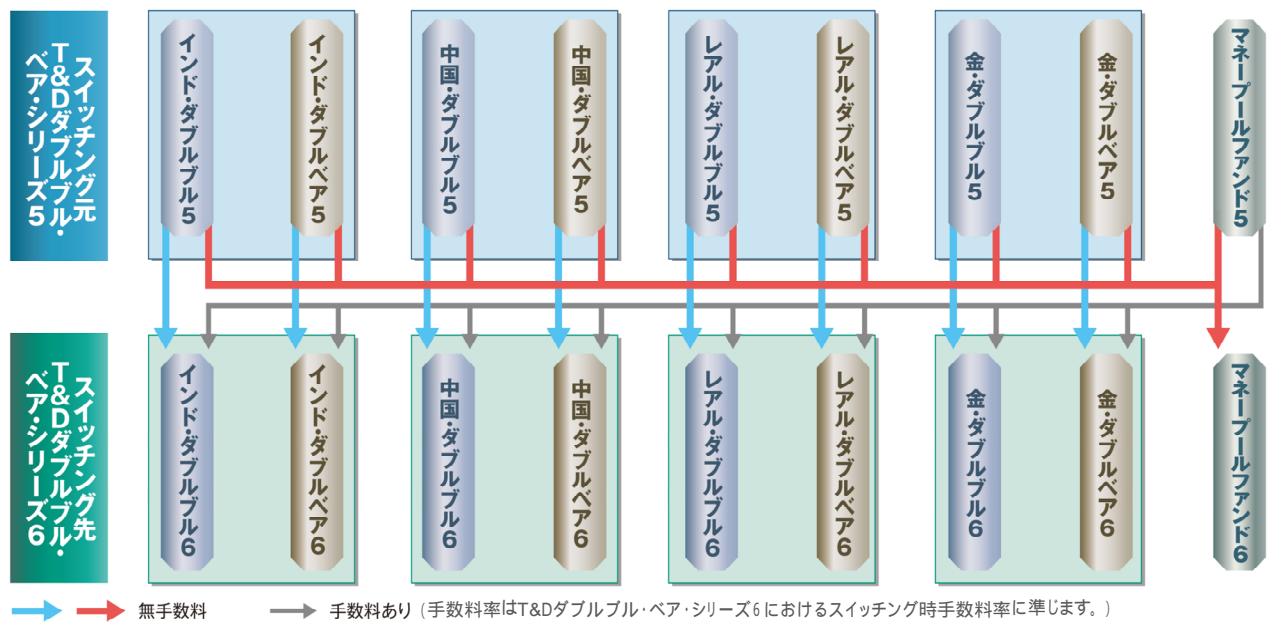 スイッチング元
T&Dダブルブル・
ベア・シリーズ5
インド・ダブルブル5
インド・ダブルベア5
中国・ダブルブル5
中国・ダブルベア5
レアル・ダブルブル5
レアル・ダブルベア5
金・ダブルブル5
金・ダブルベア5
マネープールファンド5
スイッチング先
T&Dダブルブル・
ベア・シリーズ6
インド・ダブルブル6
インド・ダブルベア6
中国・ダブルブル6
中国・ダブルベア6
レアル・ダブルブル6
レアル・ダブルベア6
金・ダブルブル6
金・ダブルベア6
マネープールファンド6
無手数料
手数料あり（手数料率はT&Dダブルブル・ベア・シリーズ6におけるスイッチング時手数料率に準じます。）